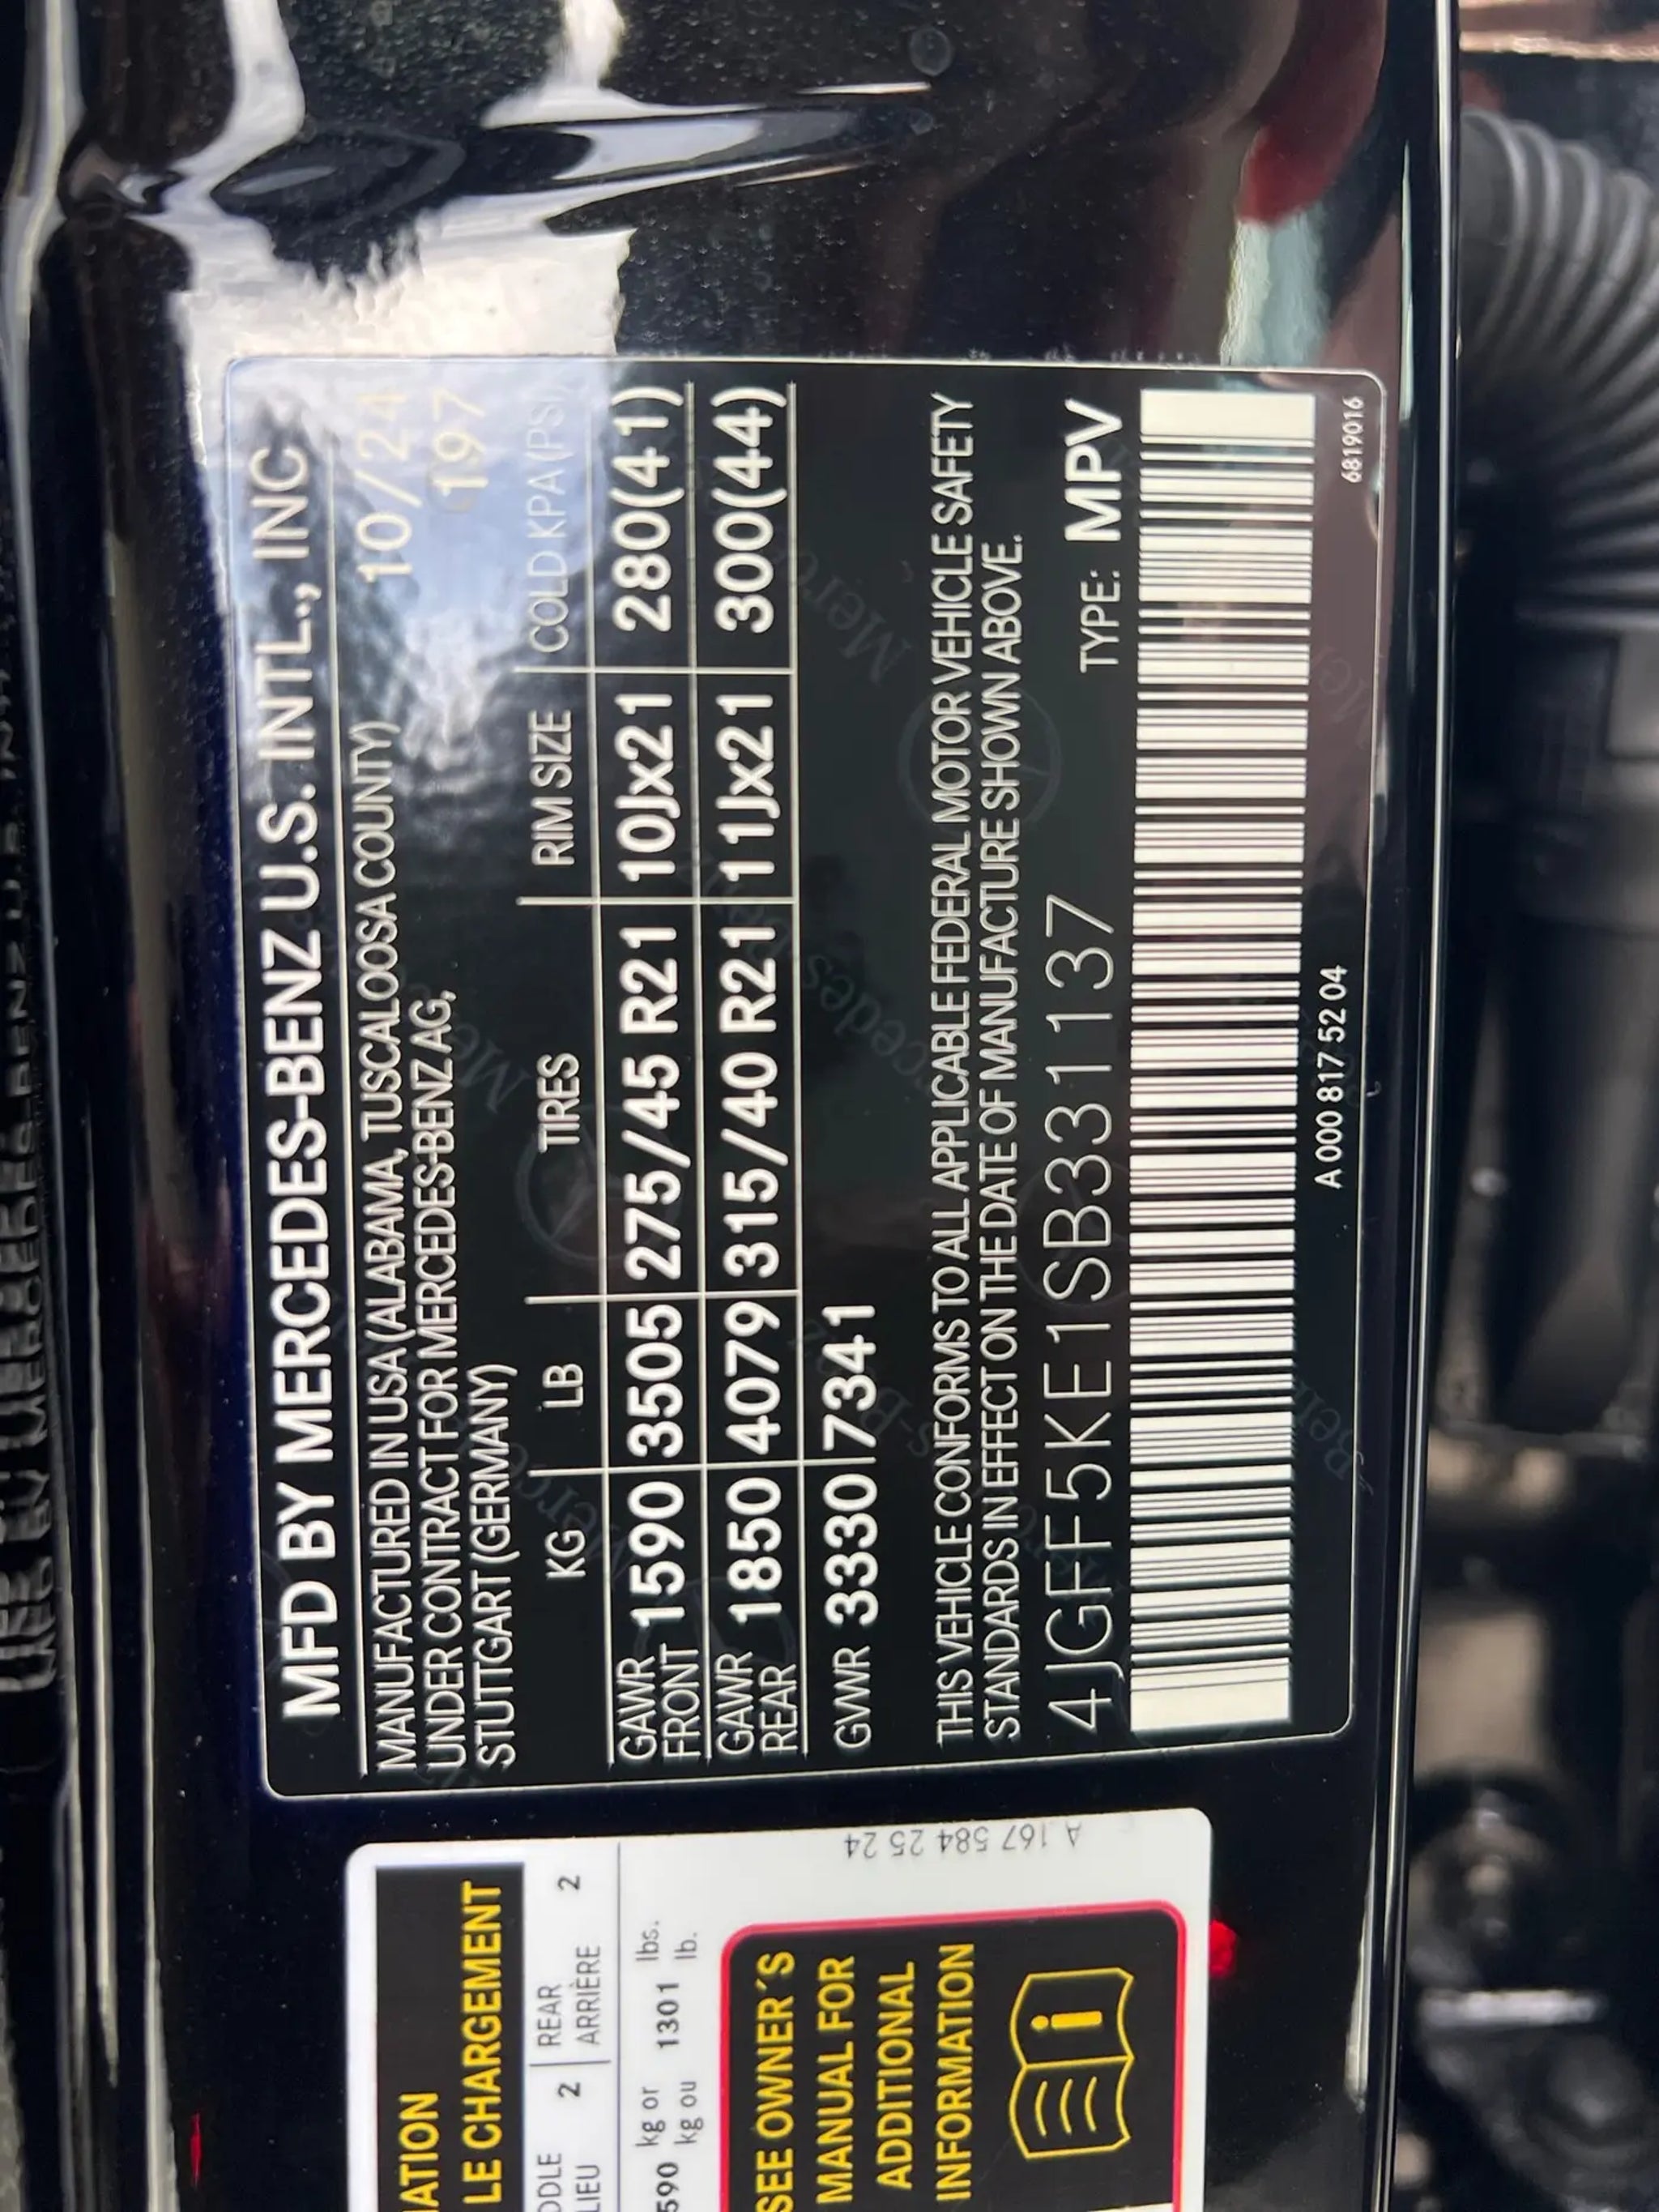 MFD BY MERCEDES-BENZ U.S. INTL., INC
MANUFACTURED IN USA (ALABAMA, TUSCALOOSA COUNTY) 10/24
UNDER CONTRACT FOR MERCEDES-BENZ AG, 197
STUTTGART (GERMANY)
KG LB TIRES RIM SIZE COLD KPA (PSI)
GAWR FRONT 1590 3505 275/45 R21 10Jx21 280(41)
GAWR REAR 1850 4079 315/40 R21 11Jx21 300(44)
GVWR 3330 7341
THIS VEHICLE CONFORMS TO ALL APPLICABLE FEDERAL MOTOR VEHICLE SAFETY
STANDARDS IN EFFECT ON THE DATE OF MANUFACTURE SHOWN ABOVE.
4JGFF5KE1SB331137 TYPE: MPV
A 000 817 52 04
6819016
LE CHARGEMENT
2 REAR 2
ARRIÈRE
590 kg or 1301 lbs.
kg ou lb.
SEE OWNER'S
MANUAL FOR
ADDITIONAL
INFORMATION
A 167 584 25 24